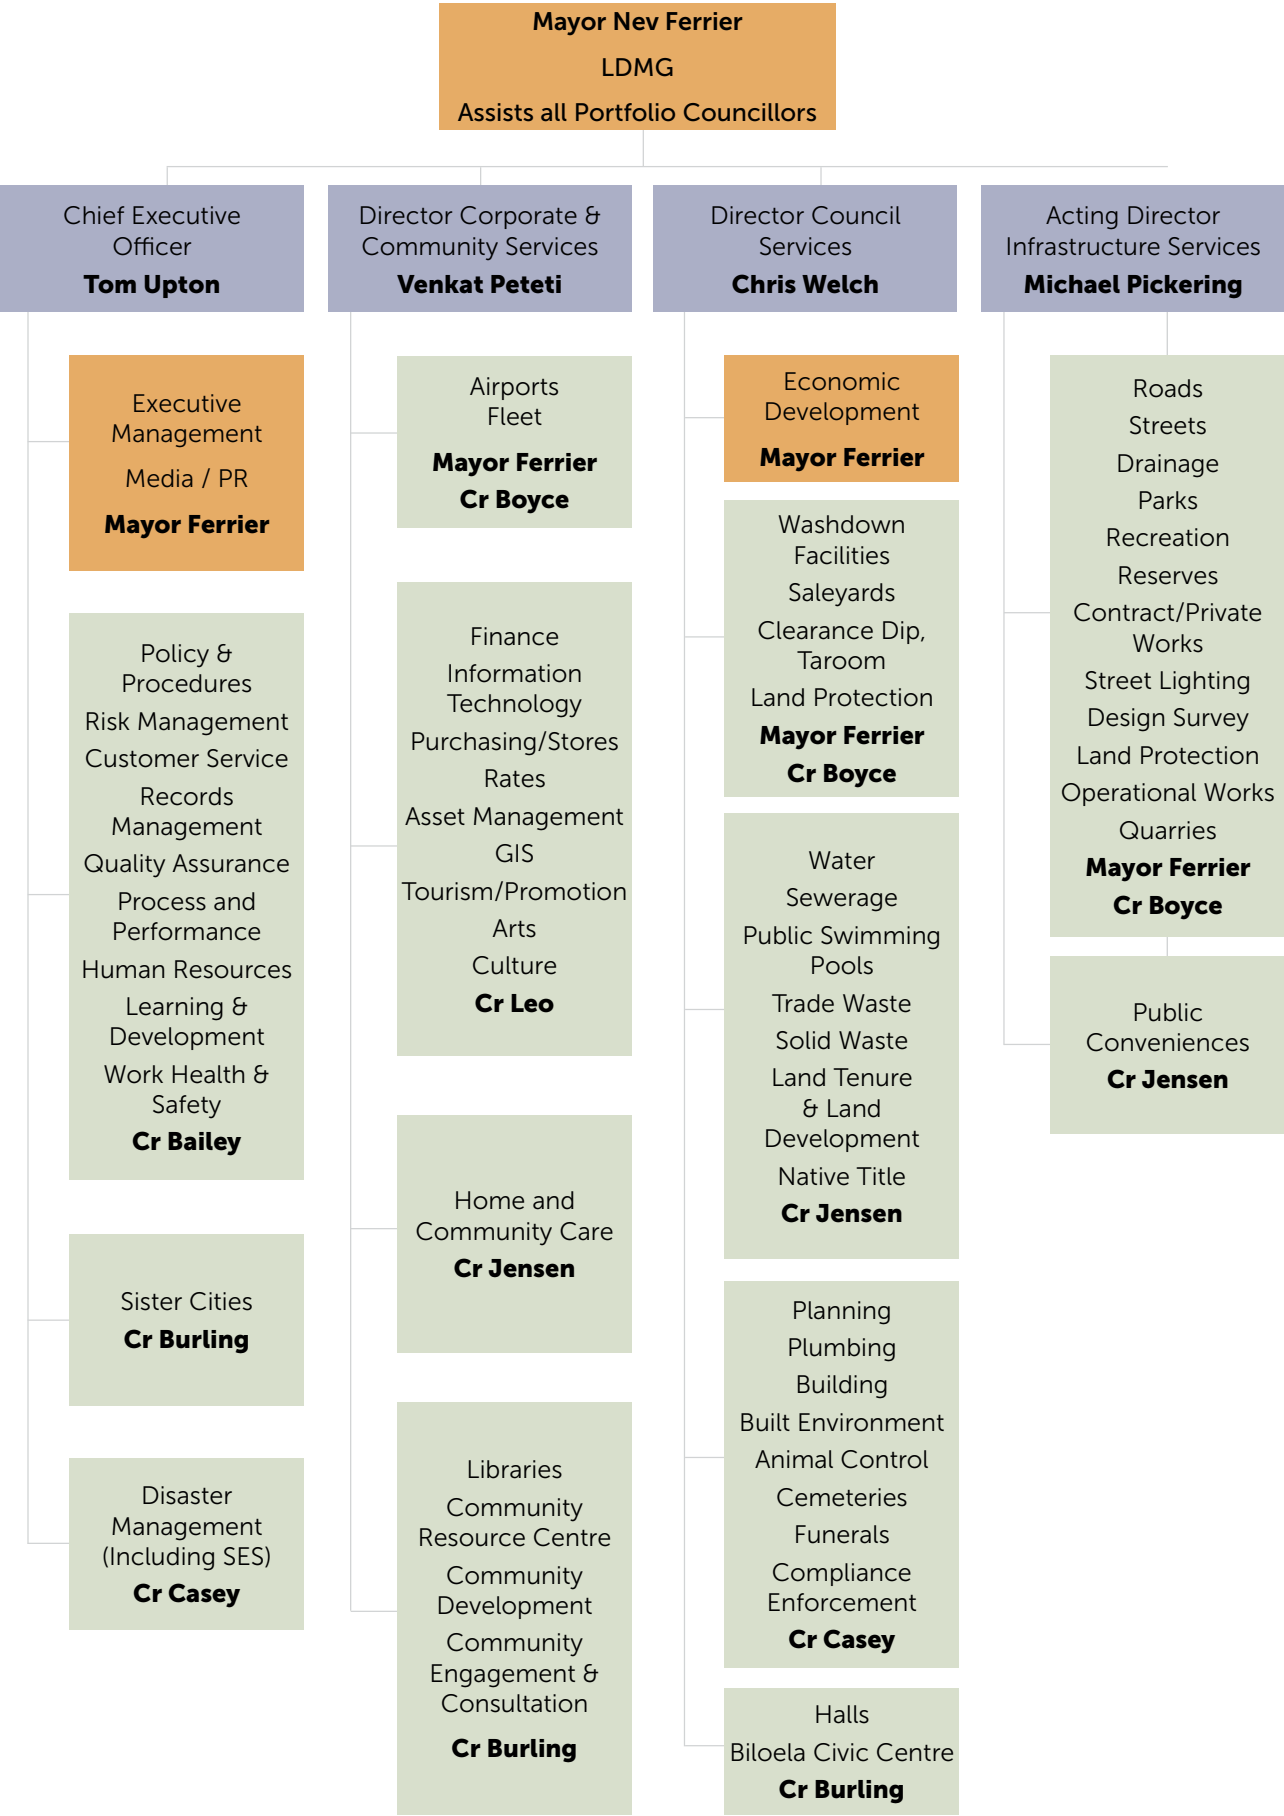 Mayor Nev Ferrier
LDMG
Assists all Portfolio Councillors
Chief Executive
Officer
Tom Upton
Executive
Management
Media / PR
Mayor Ferrier
Policy &
Procedures
Risk Management
Customer Service
Records
Management
Quality Assurance
Process and
Performance
Human Resources
Learning &
Development
Work Health &
Safety
Cr Bailey
Sister Cities
Cr Burling
Disaster
Management
(Including SES)
Cr Casey
Director Corporate &
Community Services
Venkat Peteti
Airports
Fleet
Mayor Ferrier
Cr Boyce
Finance
Information
Technology
Purchasing/Stores
Rates
Asset Management
GIS
Tourism/Promotion
Arts
Culture
Cr Leo
Home and
Community Care
Cr Jensen
Libraries
Community
Resource Centre
Community
Development
Community
Engagement &
Consultation
Cr Burling
Director Council
Services
Chris Welch
Economic
Development
Mayor Ferrier
Washdown
Facilities
Saleyards
Clearance Dip,
Taroom
Land Protection
Mayor Ferrier
Cr Boyce
Water
Sewerage
Public Swimming
Pools
Trade Waste
Solid Waste
Land Tenure
& Land
Development
Native Title
Cr Jensen
Planning
Plumbing
Building
Built Environment
Animal Control
Cemeteries
Funerals
Compliance
Enforcement
Cr Casey
Halls
Biloela Civic Centre
Cr Burling
Acting Director
Infrastructure Services
Michael Pickering
Roads
Streets
Drainage
Parks
Recreation
Reserves
Contract/Private
Works
Street Lighting
Design Survey
Land Protection
Operational Works
Quarries
Mayor Ferrier
Cr Boyce
Public
Conveniences
Cr Jensen